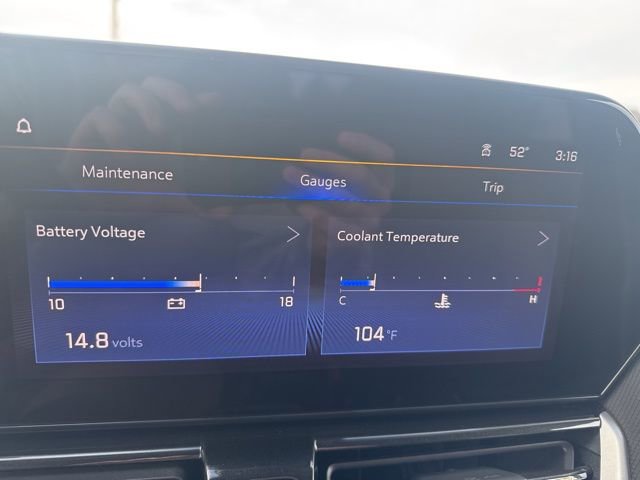 52° 3:16
Maintenance Gauges Trip
Battery Voltage
10 18
14.8 volts
Coolant Temperature
C H
104 °F